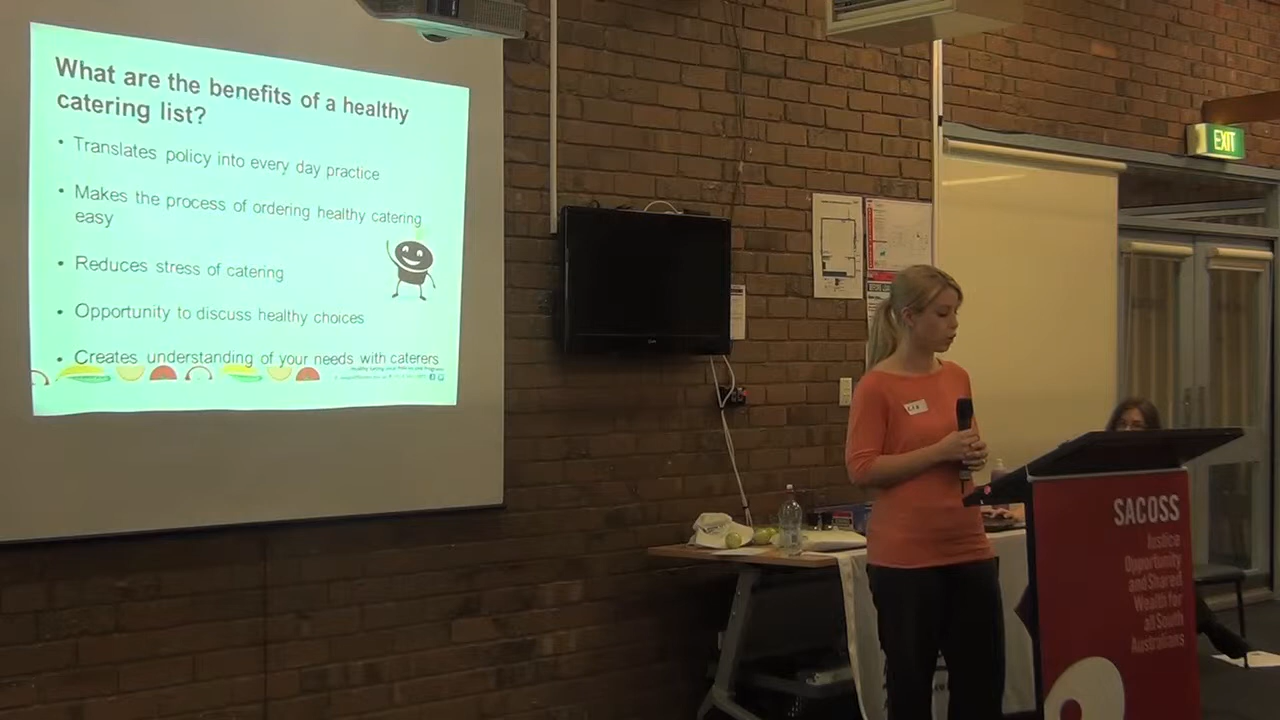 What are the benefits of a healthy
catering list?
• Translates policy into every day practice
• Makes the process of ordering healthy catering
easy
• Reduces stress of catering
• Opportunity to discuss healthy choices
• Creates understanding of your needs with caterers
EXIT
SACOSS
Justice
Opportunity
and Shared
Wealth for
all South
Australians